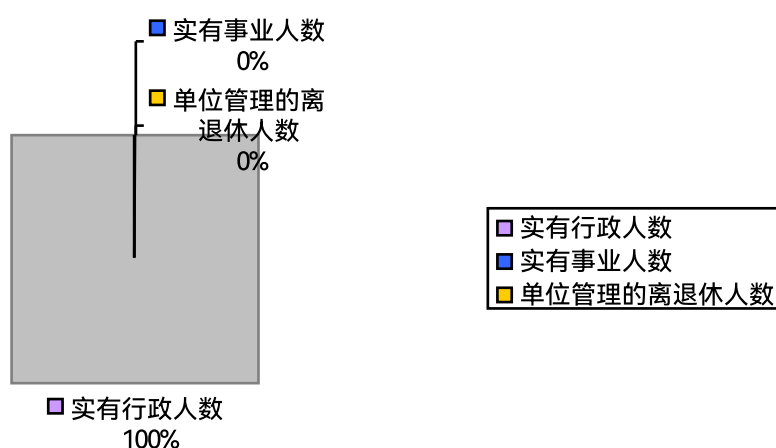 实有事业人数
0%
单位管理的离
退休人数
0%
实有行政人数
实有事业人数
单位管理的离退休人数
实有行政人数
100%